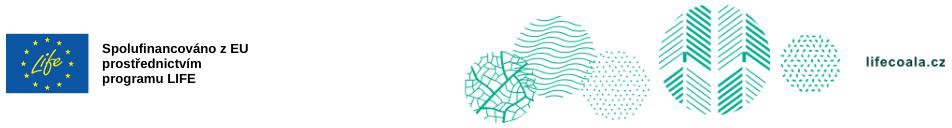 Life
Spolufinancováno z EU
prostřednictvím
programu LIFE
lifecoala.cz